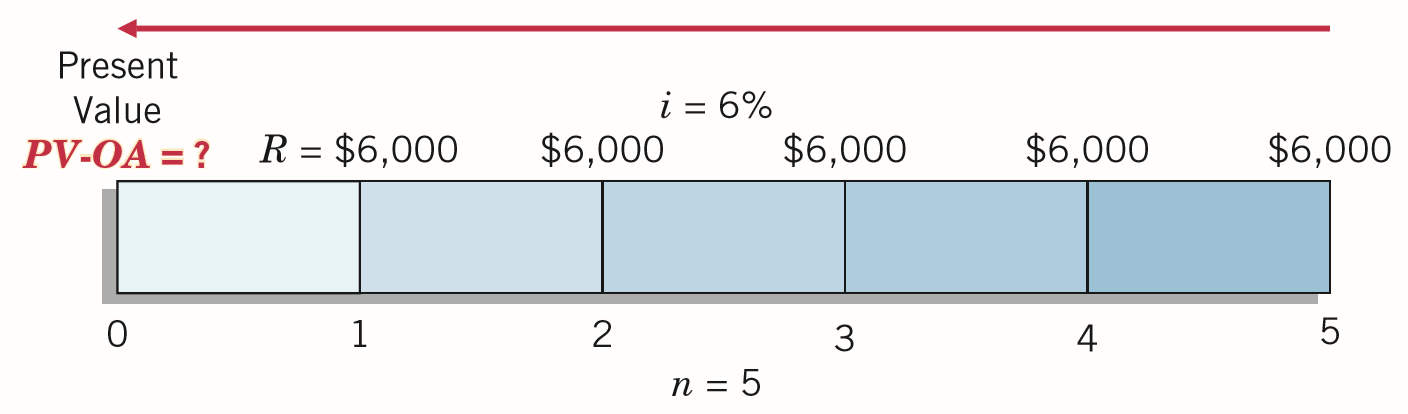 Present
Value
i = 6%
PV-OA = ? R = $6,000 $6,000 $6,000 $6,000 $6,000
0 1 2 3 4 5
n = 5